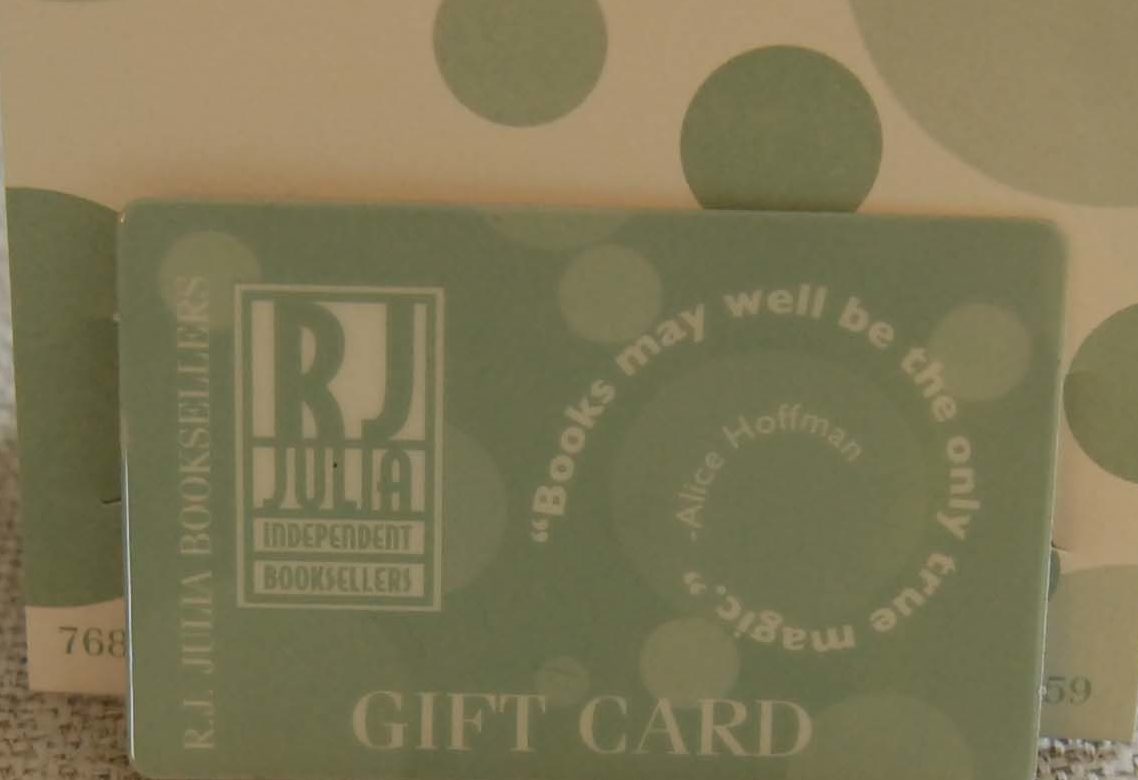 R.J. JULIA BOOKSELLERS
RJ
JULIA
INDEPENDENT
BOOKSELLERS
“Books may well be the only true magic.”
-Alice Hoffman
GIFT CARD
768
59